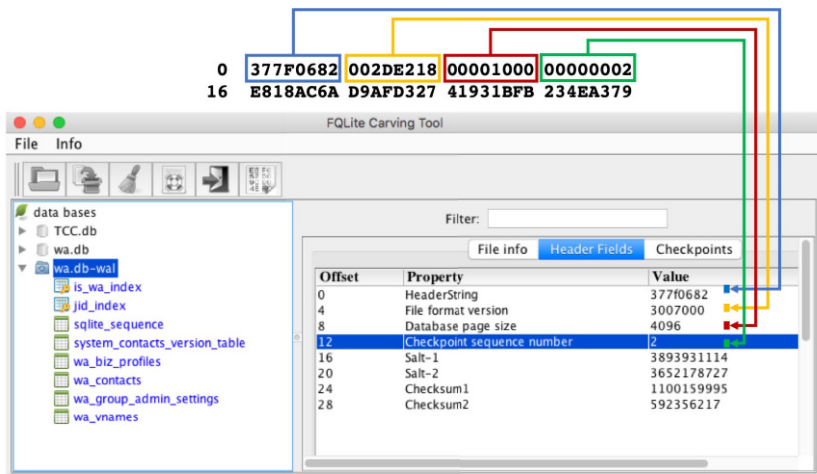 0 377F0682 002DE218 00001000 00000002
16 E818AC6A D9AFD327 41931BFB 234EA379
FQLite Carving Tool
File Info
data bases
TCC.db
wa.db
wa.db-wal
is_wa_index
jid_index
sqlite_sequence
system_contacts_version_table
wa_biz_profiles
wa_contacts
wa_group_admin_settings
wa_vnames
Filter:
File info Header Fields Checkpoints
Offset Property Value
0 HeaderString 377f0682
4 File format version 3007000
8 Database page size 4096
12 Checkpoint sequence number 2
16 Salt-1 3893931114
20 Salt-2 3652178727
24 Checksum1 1100159995
28 Checksum2 592356217